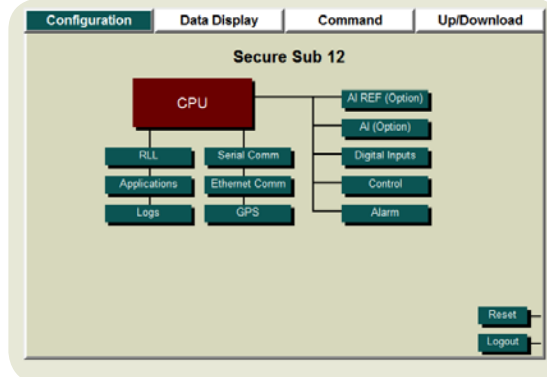 Configuration
Data Display
Command
Up/Download
Secure Sub 12
CPU
AI REF (Option)
AI (Option)
RLL
Serial Comm
Digital Inputs
Applications
Ethernet Comm
Control
Logs
GPS
Alarm
Reset
Logout